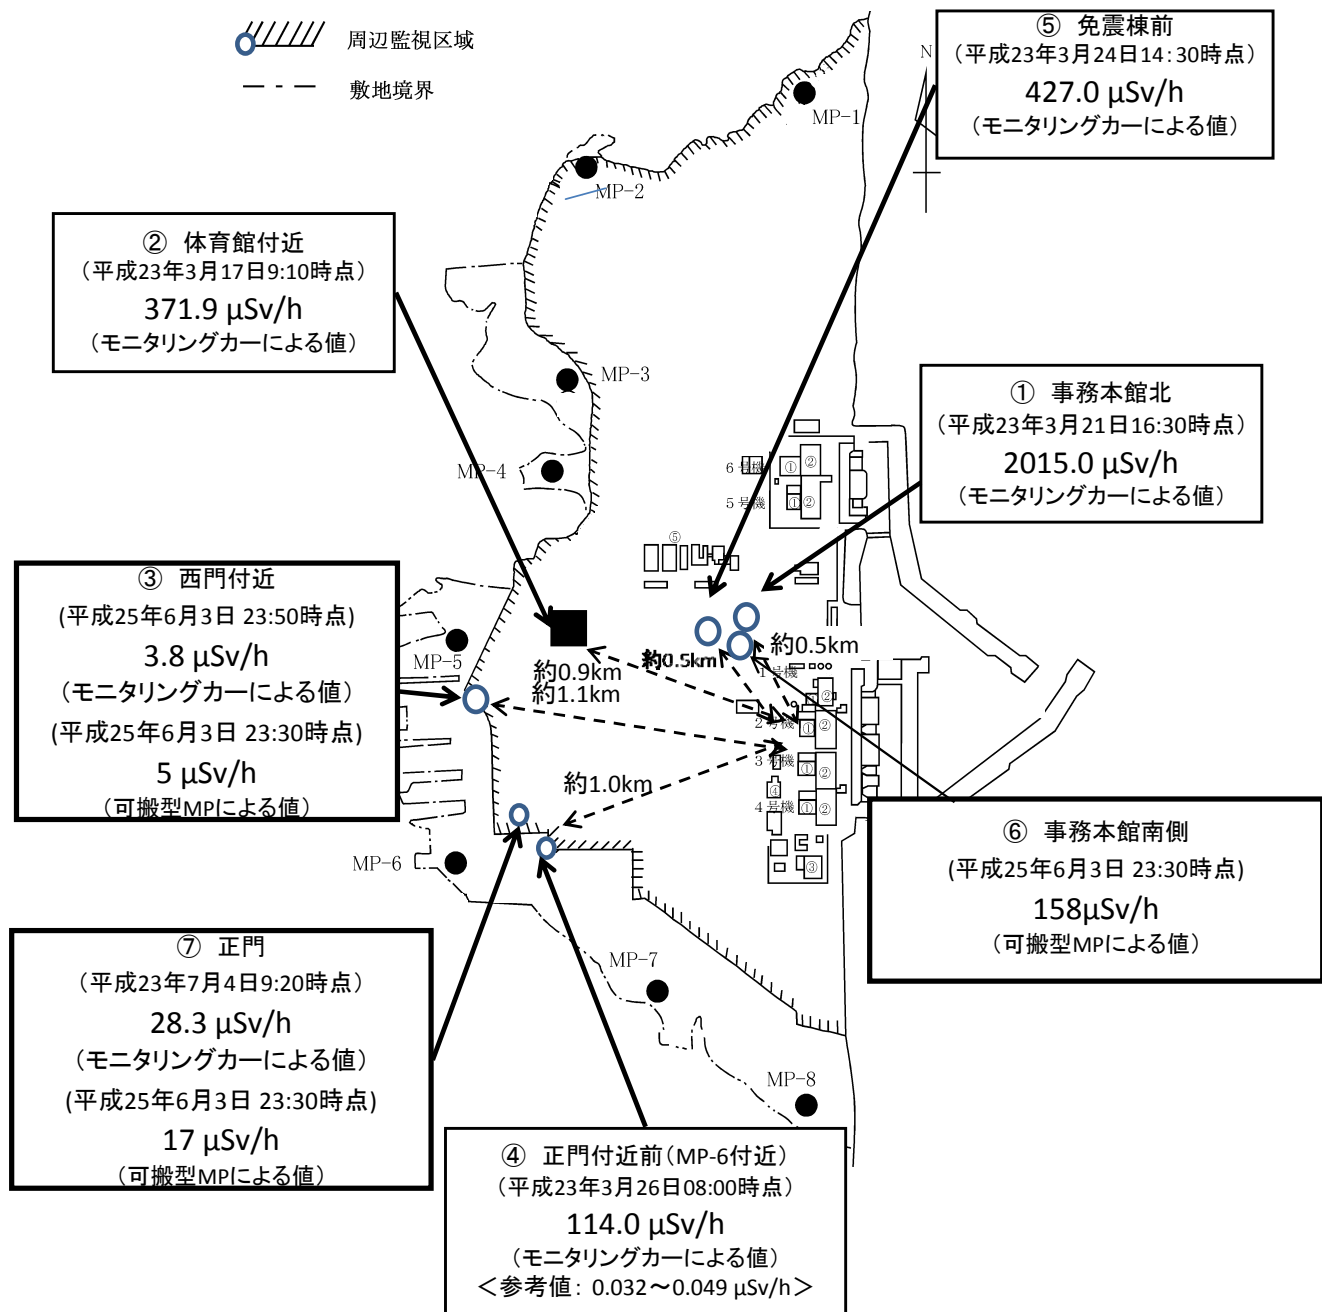 周辺監視区域
敷地境界
⑤ 免震棟前
(平成23年3月24日14:30時点)
427.0 μSv/h
(モニタリングカーによる値)
N
MP-1
MP-2
② 体育館付近
(平成23年3月17日9:10時点)
371.9 μSv/h
(モニタリングカーによる値)
MP-3
① 事務本館北
(平成23年3月21日16:30時点)
2015.0 μSv/h
(モニタリングカーによる値)
MP-4
6号機
① ②
5号機
① ②
⑤
③ 西門付近
(平成25年6月3日 23:50時点)
3.8 μSv/h
(モニタリングカーによる値)
(平成25年6月3日 23:30時点)
5 μSv/h
(可搬型MPによる値)
MP-5
約0.9km
約1.1km
約0.5km
約0.5km
1号機
②
2号機
① ②
3号機
① ②
④
4号機
① ②
③
約1.0km
MP-6
⑥ 事務本館南側
(平成25年6月3日 23:30時点)
158μSv/h
(可搬型MPによる値)
⑦ 正門
(平成23年7月4日9:20時点)
28.3 μSv/h
(モニタリングカーによる値)
(平成25年6月3日 23:30時点)
17 μSv/h
(可搬型MPによる値)
MP-7
MP-8
④ 正門付近前(MP-6付近)
(平成23年3月26日08:00時点)
114.0 μSv/h
(モニタリングカーによる値)
<参考値: 0.032~0.049 μSv/h>